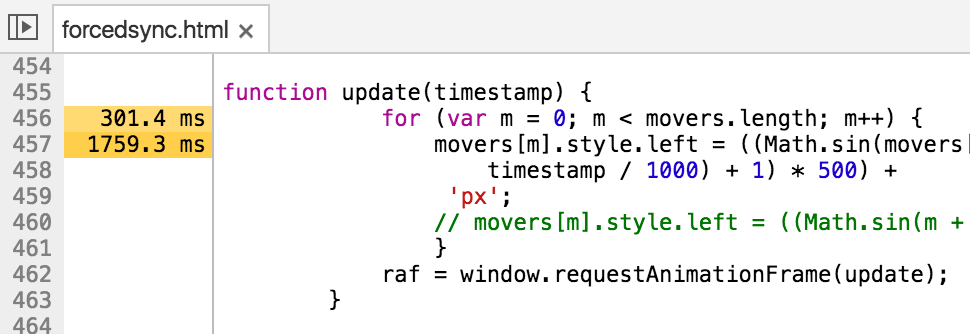 forcedsync.html ×
454
455 function update(timestamp) {
456 301.4 ms for (var m = 0; m < movers.length; m++) {
457 1759.3 ms movers[m].style.left = ((Math.sin(movers[
458 timestamp / 1000) + 1) * 500) +
459 'px';
460 // movers[m].style.left = ((Math.sin(m +
461 }
462 raf = window.requestAnimationFrame(update);
463 }
464